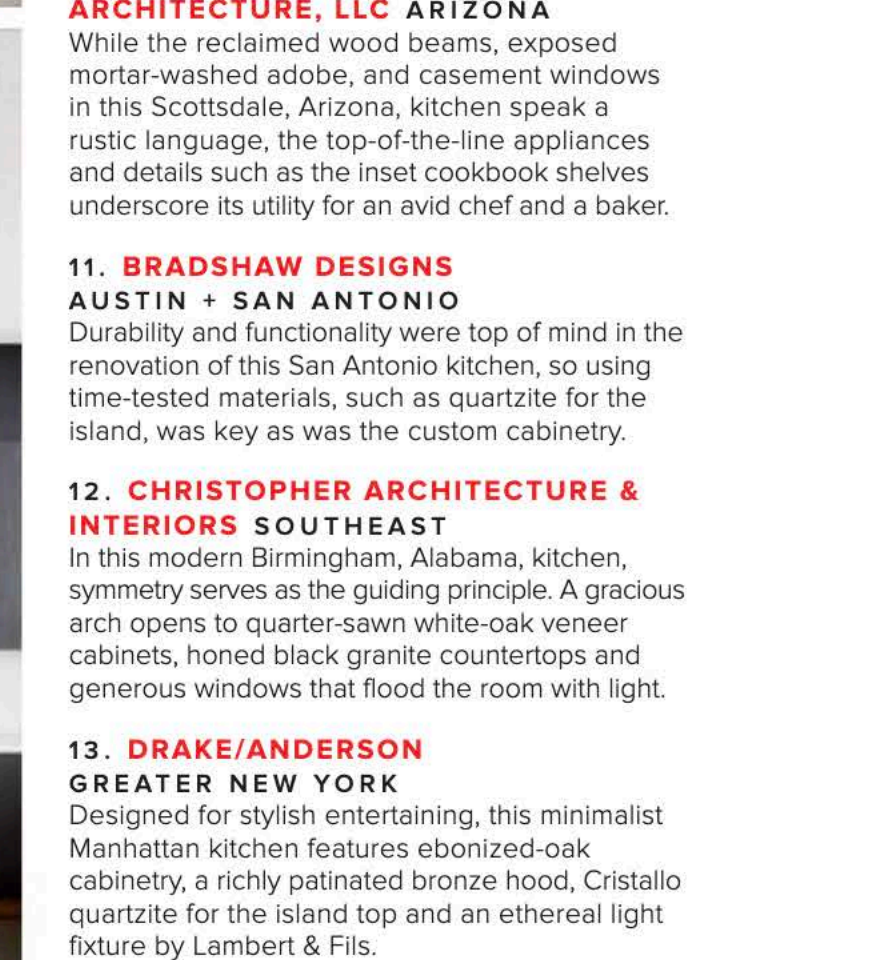 ARCHITECTURE, LLC ARIZONA
While the reclaimed wood beams, exposed
mortar-washed adobe, and casement windows
in this Scottsdale, Arizona, kitchen speak a
rustic language, the top-of-the-line appliances
and details such as the inset cookbook shelves
underscore its utility for an avid chef and a baker.
11. BRADSHAW DESIGNS
AUSTIN + SAN ANTONIO
Durability and functionality were top of mind in the
renovation of this San Antonio kitchen, so using
time-tested materials, such as quartzite for the
island, was key as was the custom cabinetry.
12. CHRISTOPHER ARCHITECTURE &
INTERIORS SOUTHEAST
In this modern Birmingham, Alabama, kitchen,
symmetry serves as the guiding principle. A gracious
arch opens to quarter-sawn white-oak veneer
cabinets, honed black granite countertops and
generous windows that flood the room with light.
13. DRAKE/ANDERSON
GREATER NEW YORK
Designed for stylish entertaining, this minimalist
Manhattan kitchen features ebonized-oak
cabinetry, a richly patinated bronze hood, Cristallo
quartzite for the island top and an ethereal light
fixture by Lambert & Fils.